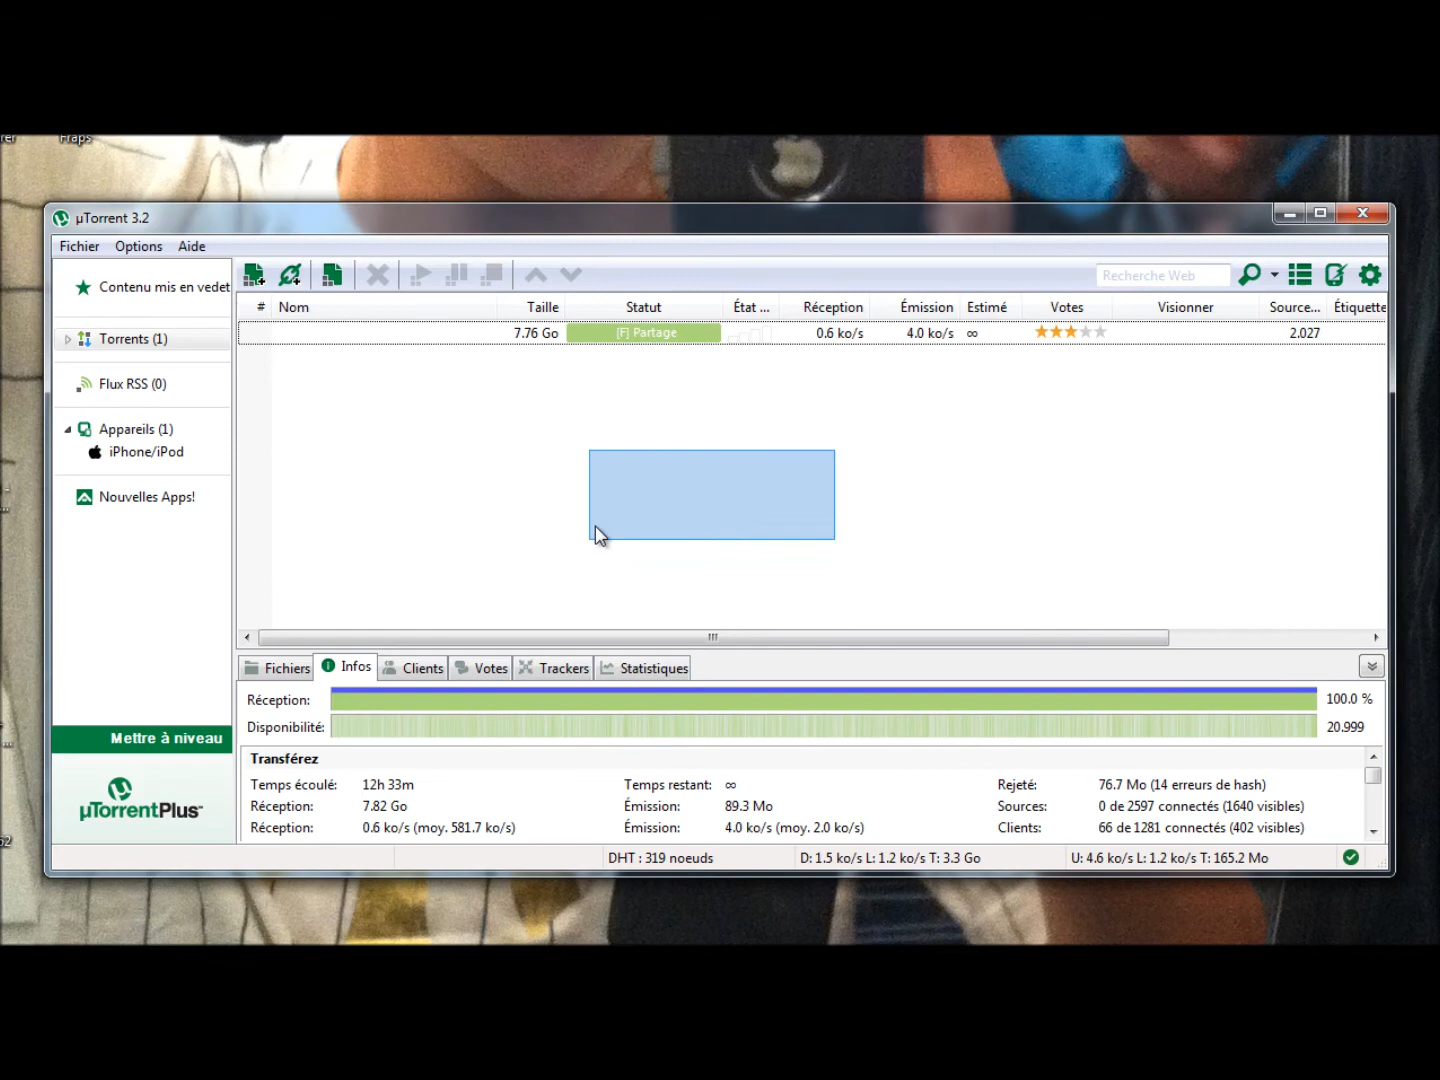 Fraps
µTorrent 3.2
Fichier Options Aide
Contenu mis en vedet
Recherche Web
# Nom Taille Statut État ... Réception Émission Estimé Votes Visionner Source... Étiquette
7.76 Go [F] Partage 0.6 ko/s 4.0 ko/s ∞ 2.027
Torrents (1)
Flux RSS (0)
Appareils (1)
iPhone/iPod
Nouvelles Apps!
Fichiers Infos Clients Votes Trackers Statistiques
Réception: 100.0 %
Disponibilité: 20.999
Mettre à niveau
µTorrentPlus
Transférez
Temps écoulé: 12h 33m Temps restant: ∞ Rejeté: 76.7 Mo (14 erreurs de hash)
Réception: 7.82 Go Émission: 89.3 Mo Sources: 0 de 2597 connectés (1640 visibles)
Réception: 0.6 ko/s (moy. 581.7 ko/s) Émission: 4.0 ko/s (moy. 2.0 ko/s) Clients: 66 de 1281 connectés (402 visibles)
DHT : 319 noeuds D: 1.5 ko/s L: 1.2 ko/s T: 3.3 Go U: 4.6 ko/s L: 1.2 ko/s T: 165.2 Mo